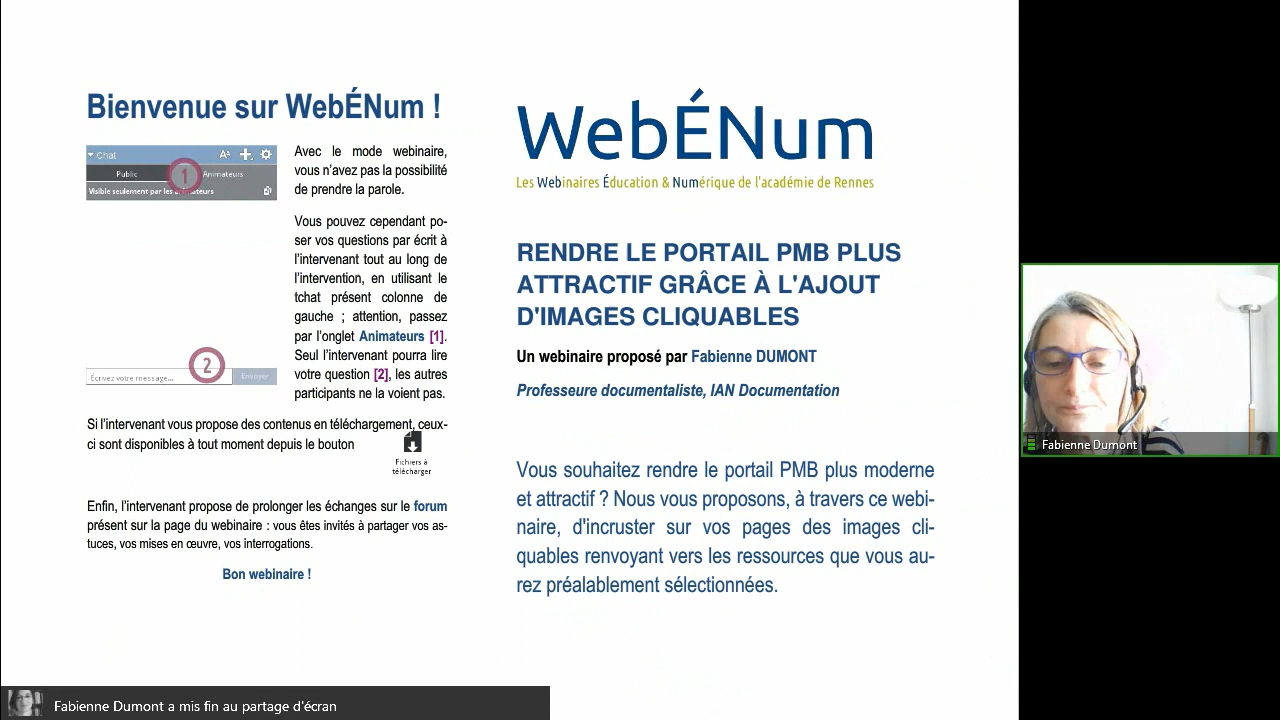 Bienvenue sur WebÉNum !
Chat
Public
1
Animateurs
Visible seulement par les animateurs
Avec le mode webinaire,
vous n'avez pas la possibilité
de prendre la parole.
Vous pouvez cependant po-
ser vos questions par écrit à
l'intervenant tout au long de
l'intervention, en utilisant le
tchat présent colonne de
gauche ; attention, passez
par l'onglet Animateurs [1].
Seul l'intervenant pourra lire
votre question [2], les autres
participants ne la voient pas.
2
Écrivez votre message...
Envoyer
Si l'intervenant vous propose des contenus en téléchargement, ceux-
ci sont disponibles à tout moment depuis le bouton
Fichiers à
télécharger
Enfin, l'intervenant propose de prolonger les échanges sur le forum
présent sur la page du webinaire : vous êtes invités à partager vos as-
tuces, vos mises en œuvre, vos interrogations.
Bon webinaire !
WebÉNum
Les Webinaires Éducation & Numérique de l'académie de Rennes
RENDRE LE PORTAIL PMB PLUS
ATTRACTIF GRÂCE À L'AJOUT
D'IMAGES CLIQUABLES
Un webinaire proposé par Fabienne DUMONT
Professeure documentaliste, IAN Documentation
Vous souhaitez rendre le portail PMB plus moderne
et attractif ? Nous vous proposons, à travers ce webi-
naire, d'incruster sur vos pages des images cli-
quables renvoyant vers les ressources que vous au-
rez préalablement sélectionnées.
Fabienne Dumont
Fabienne Dumont a mis fin au partage d'écran